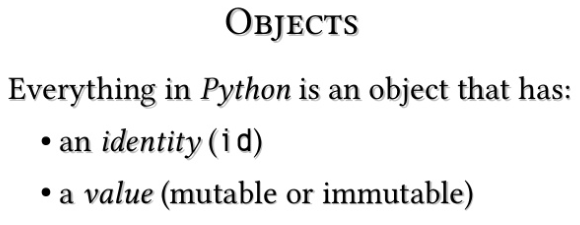 OBJECTS
Everything in Python is an object that has:
• an identity (id)
• a value (mutable or immutable)